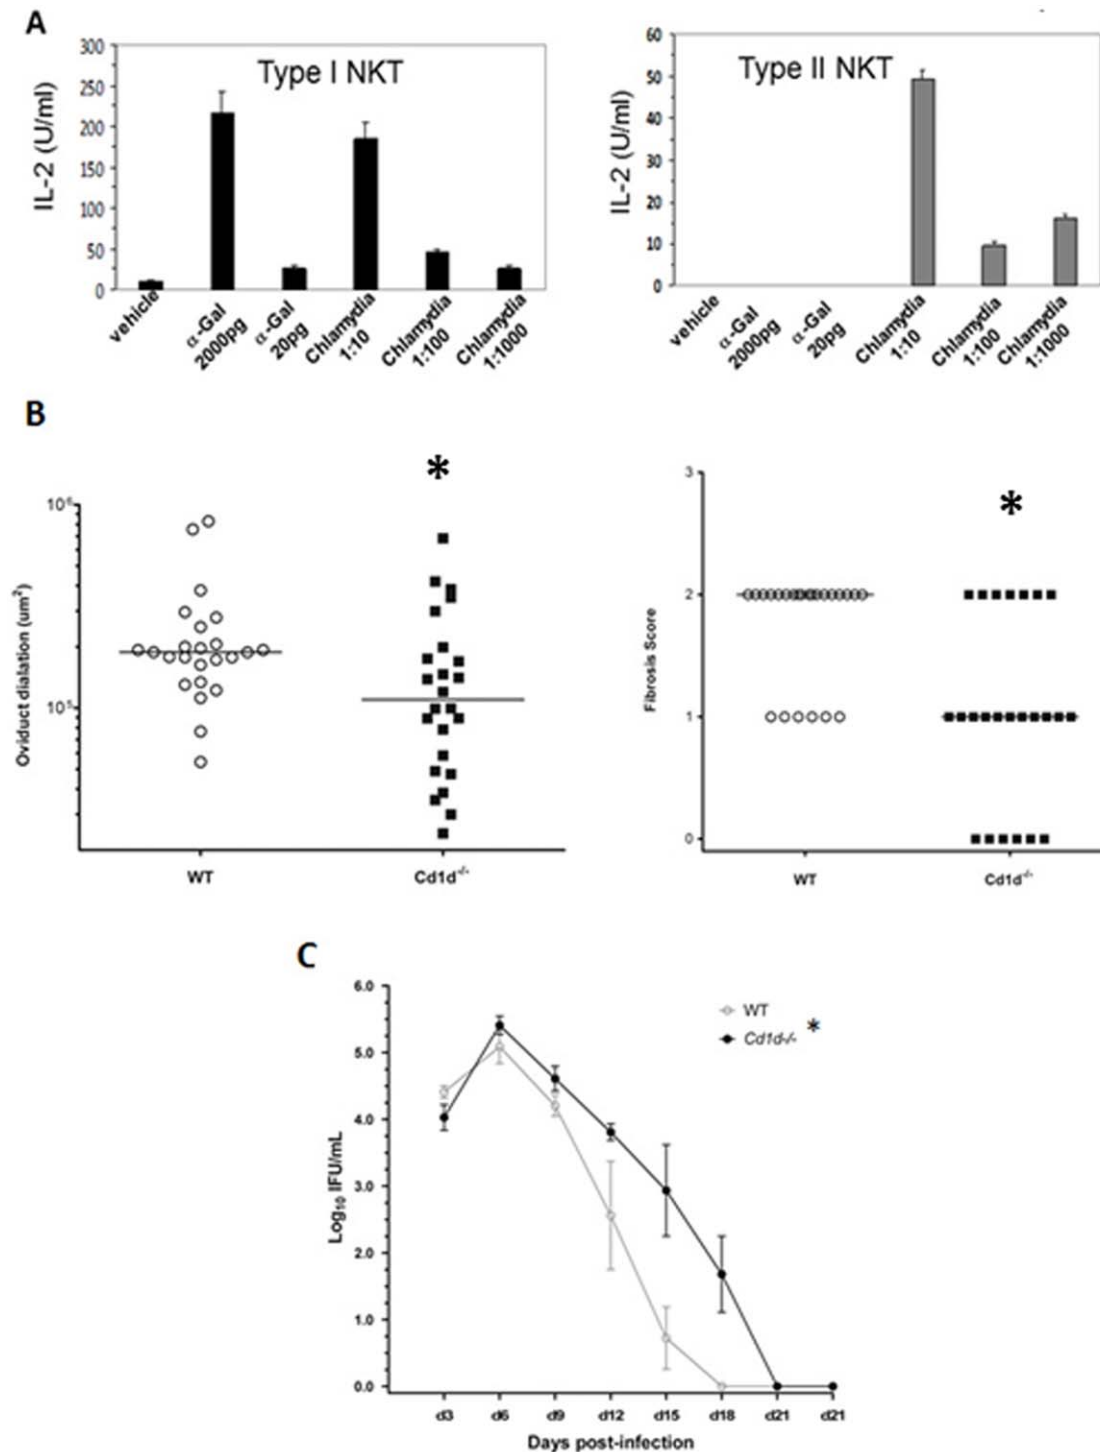 A
Type I NKT
IL-2 (U/ml)
300
250
200
150
100
50
0
vehicle
α-Gal
2000pg
α-Gal
20pg
Chlamydia
1:10
Chlamydia
1:100
Chlamydia
1:1000
Type II NKT
IL-2 (U/ml)
60
50
40
30
20
10
0
vehicle
α-Gal
2000pg
α-Gal
20pg
Chlamydia
1:10
Chlamydia
1:100
Chlamydia
1:1000
B
*
Oviduct dialation (um²)
10⁶
10⁵
WT
Cd1d-/-
*
Fibrosis Score
3
2
1
0
WT
Cd1d-/-
C
WT
Cd1d-/- *
Log₁₀ IFU/mL
6.0
5.0
4.0
3.0
2.0
1.0
0.0
d3 d6 d9 d12 d15 d18 d21 d21
Days post-infection